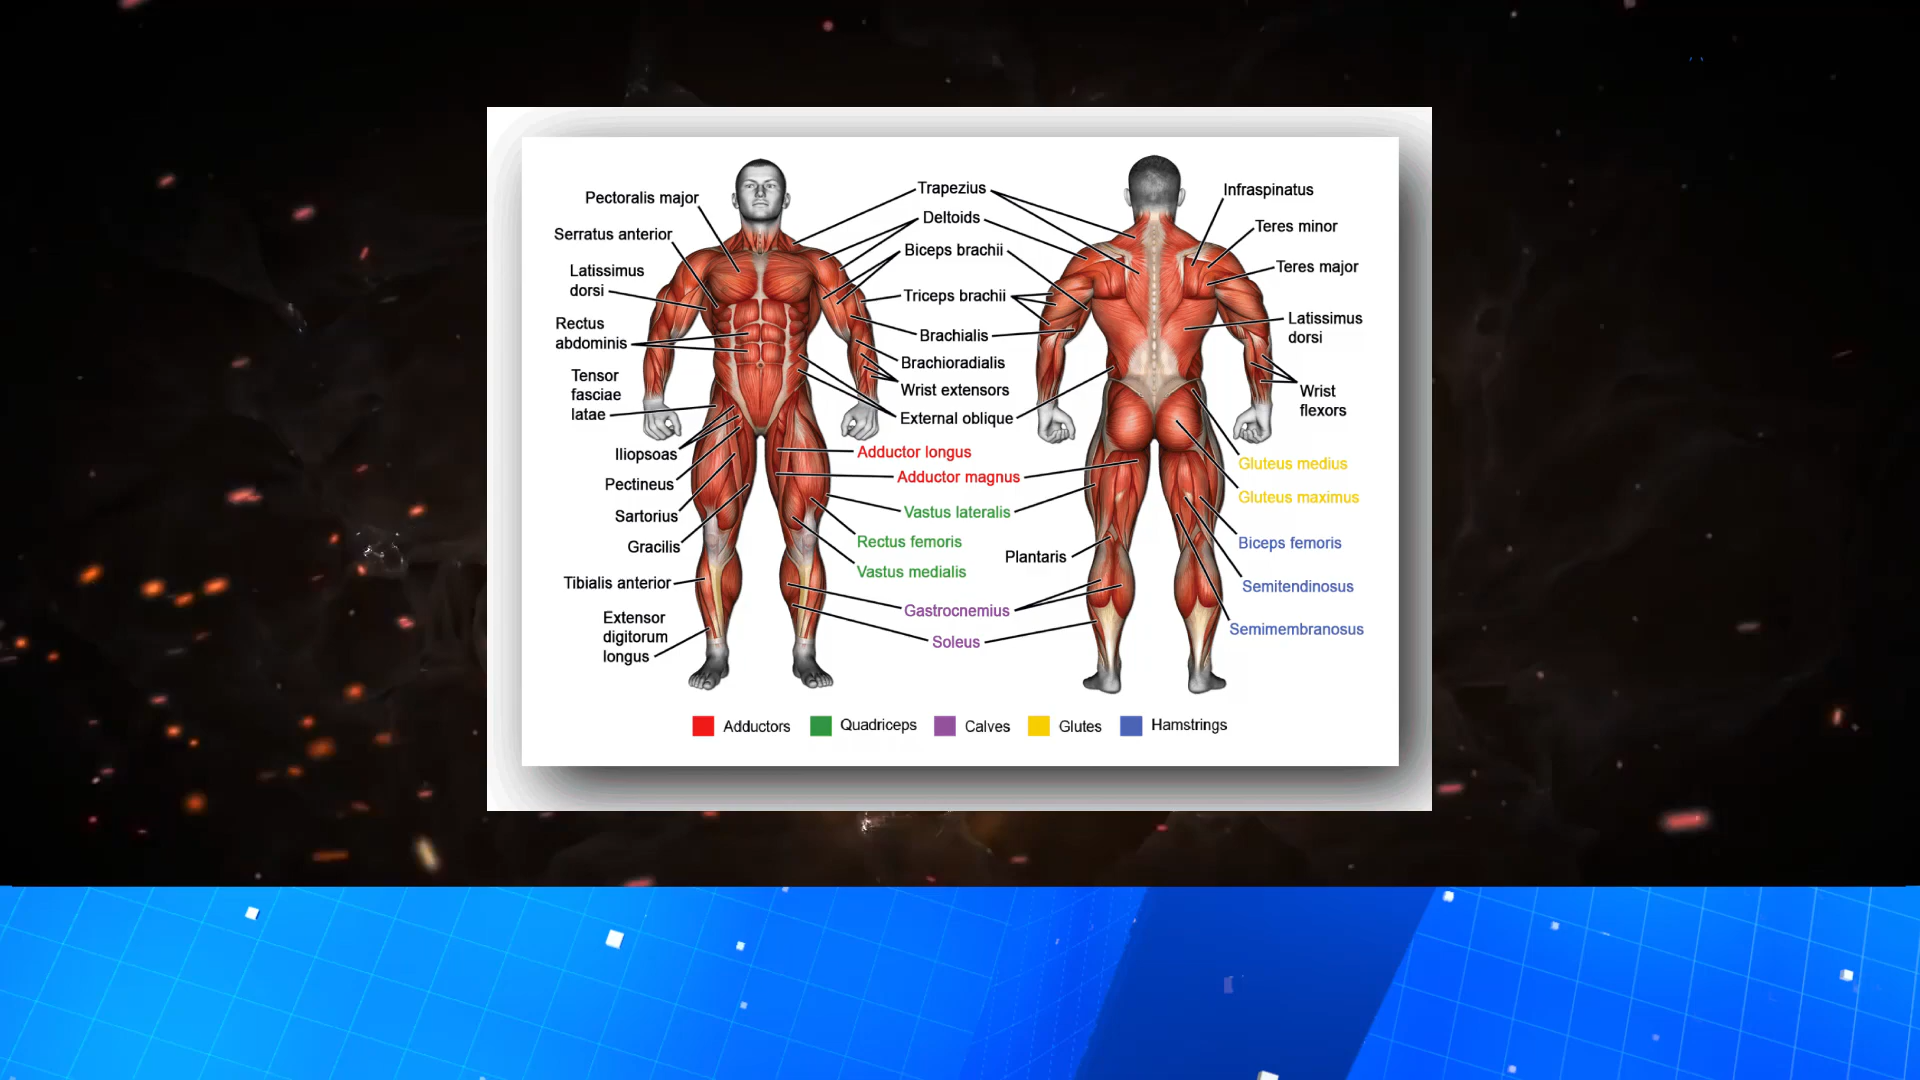 Pectoralis major
Serratus anterior
Latissimus
dorsi
Rectus
abdominis
Tensor
fasciae
latae
Iliopsoas
Pectineus
Sartorius
Gracilis
Tibialis anterior
Extensor
digitorum
longus
Trapezius
Deltoids
Biceps brachii
Triceps brachii
Brachialis
Brachioradialis
Wrist extensors
External oblique
Adductor longus
Adductor magnus
Vastus lateralis
Rectus femoris
Vastus medialis
Plantaris
Gastrocnemius
Soleus
Infraspinatus
Teres minor
Teres major
Latissimus
dorsi
Wrist
flexors
Gluteus medius
Gluteus maximus
Biceps femoris
Semitendinosus
Semimembranosus
Adductors Quadriceps Calves Glutes Hamstrings